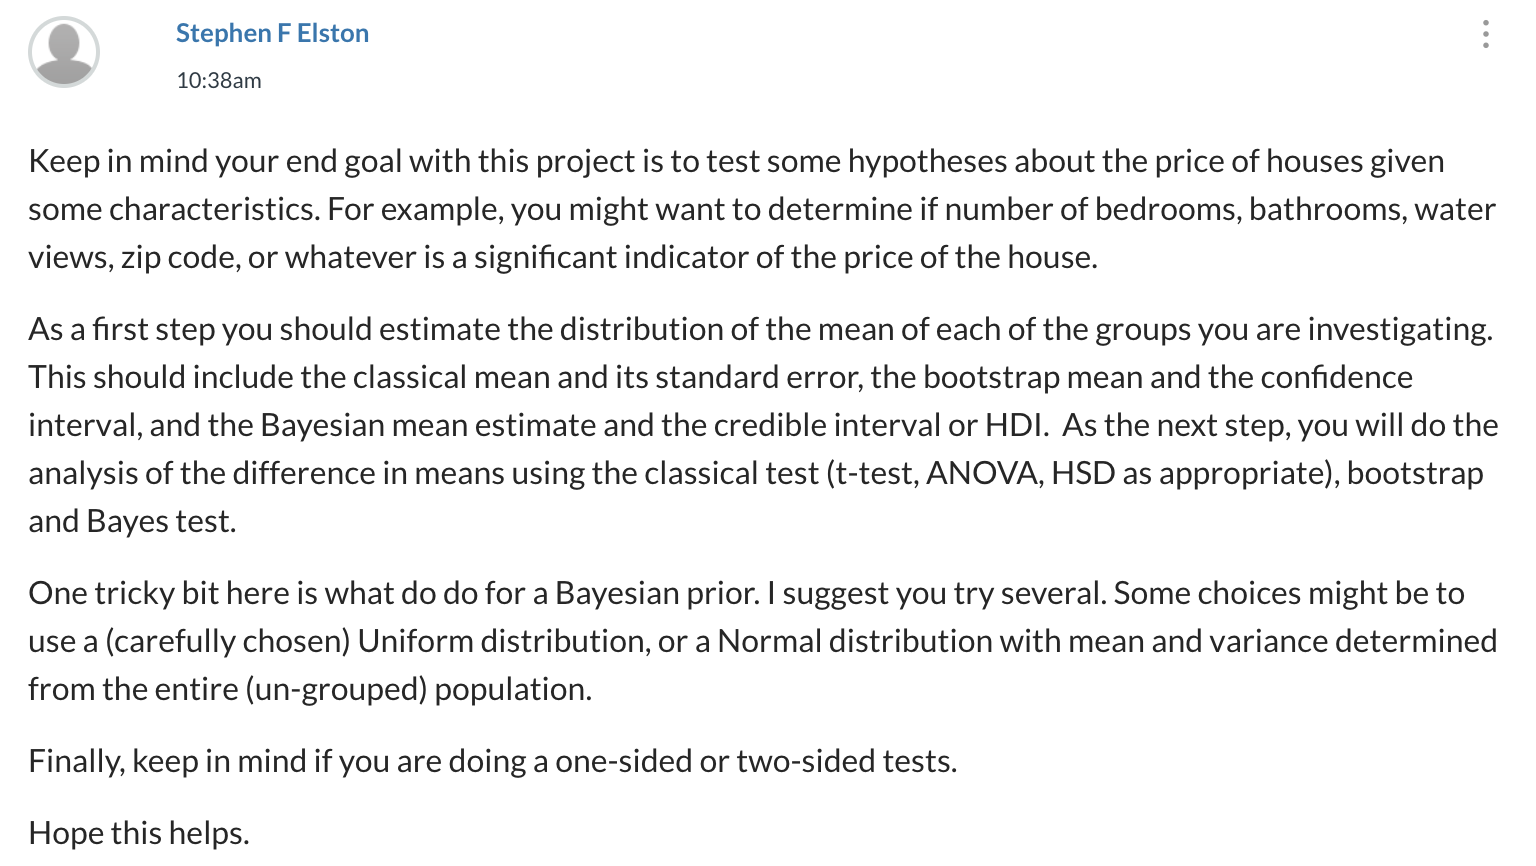 Stephen F Elston
10:38am
Keep in mind your end goal with this project is to test some hypotheses about the price of houses given
some characteristics. For example, you might want to determine if number of bedrooms, bathrooms, water
views, zip code, or whatever is a significant indicator of the price of the house.
As a first step you should estimate the distribution of the mean of each of the groups you are investigating.
This should include the classical mean and its standard error, the bootstrap mean and the confidence
interval, and the Bayesian mean estimate and the credible interval or HDI.  As the next step, you will do the
analysis of the difference in means using the classical test (t-test, ANOVA, HSD as appropriate), bootstrap
and Bayes test.
One tricky bit here is what do do for a Bayesian prior. I suggest you try several. Some choices might be to
use a (carefully chosen) Uniform distribution, or a Normal distribution with mean and variance determined
from the entire (un-grouped) population.
Finally, keep in mind if you are doing a one-sided or two-sided tests.
Hope this helps.